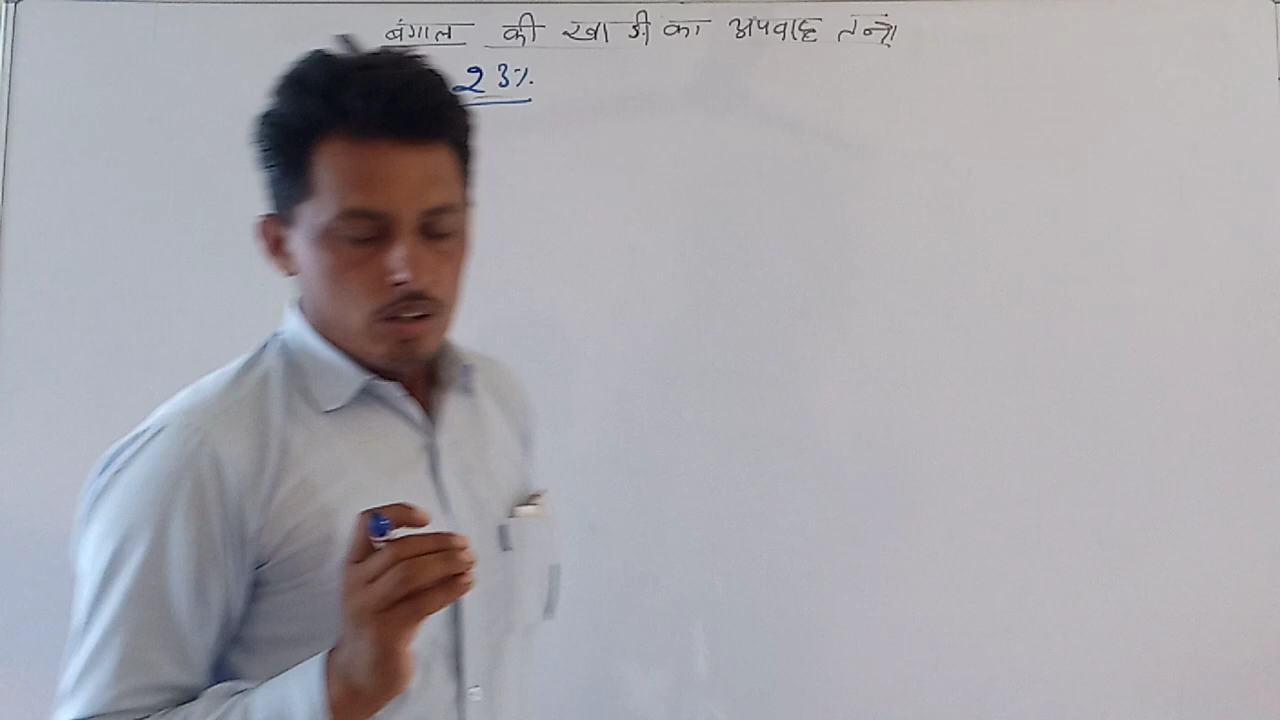 बंगाल की खाडी का अपवाह तन्त्र
23%